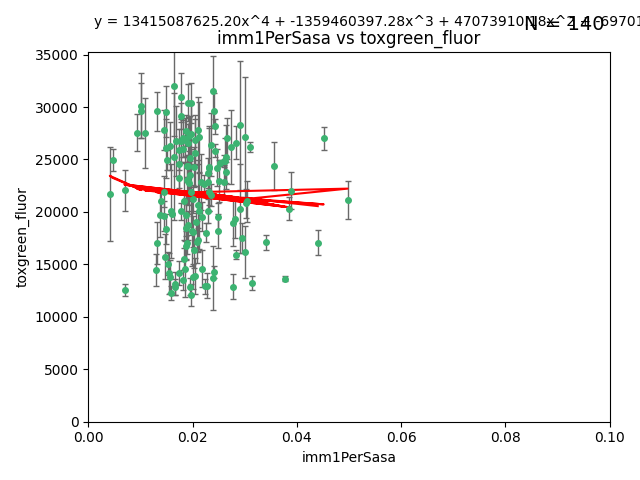 y = 13415087625.20x^4 + -1359460397.28x^3 + 47073910
N = 140
imm1PerSasa vs toxgreen_fluor
35000
30000
25000
20000
15000
10000
5000
0
toxgreen_fluor
0.00 0.02 0.04 0.06 0.08 0.10
imm1PerSasa